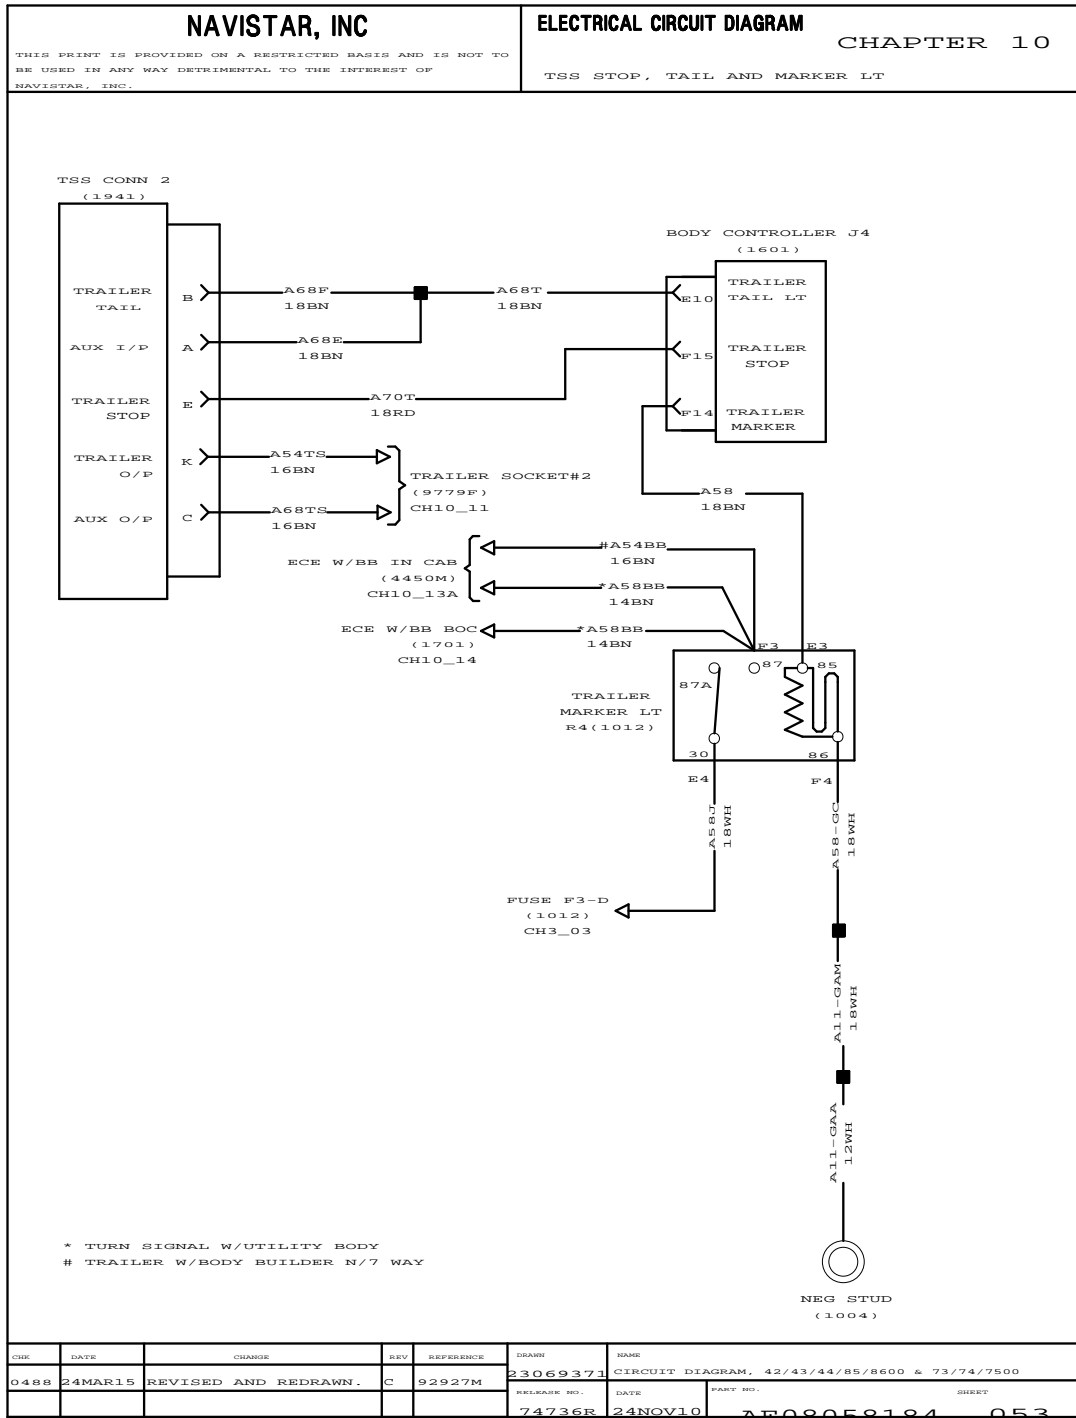 NAVISTAR, INC
THIS PRINT IS PROVIDED ON A RESTRICTED BASIS AND IS NOT TO
BE USED IN ANY WAY DETRIMENTAL TO THE INTEREST OF
NAVISTAR, INC.
ELECTRICAL CIRCUIT DIAGRAM
CHAPTER 10
TSS STOP, TAIL AND MARKER LT
TSS CONN 2
(1941)
TRAILER
TAIL
B
AUX I/P
A
TRAILER
STOP
E
TRAILER
O/P
K
AUX O/P
C
A68F
18BN
A68T
18BN
A68E
18BN
A70T
18RD
A54TS
16BN
A68TS
16BN
TRAILER SOCKET#2
(9779F)
CH10_11
BODY CONTROLLER J4
(1601)
E10
TRAILER
TAIL LT
F15
TRAILER
STOP
F14
TRAILER
MARKER
A58
18BN
ECE W/BB IN CAB
(4450M)
CH10_13A
#A54BB
16BN
*A58BB
14BN
ECE W/BB BOC
(1701)
CH10_14
*A58BB
14BN
F3
E3
87
85
87A
TRAILER
MARKER LT
R4(1012)
30
86
E4
F4
A58J
18WH
A58-GC
18WH
FUSE F3-D
(1012)
CH3_03
A11-GAM
18WH
A11-GAA
12WH
NEG STUD
(1004)
* TURN SIGNAL W/UTILITY BODY
# TRAILER W/BODY BUILDER N/7 WAY
CHK DATE CHANGE REV REFERENCE
0488 24MAR15 REVISED AND REDRAWN. C 92927M
DRAWN
23069371
NAME
CIRCUIT DIAGRAM, 42/43/44/85/8600 & 73/74/7500
RELEASE NO.
74736R
DATE
24NOV10
PART NO.
AF08058184
SHEET
053